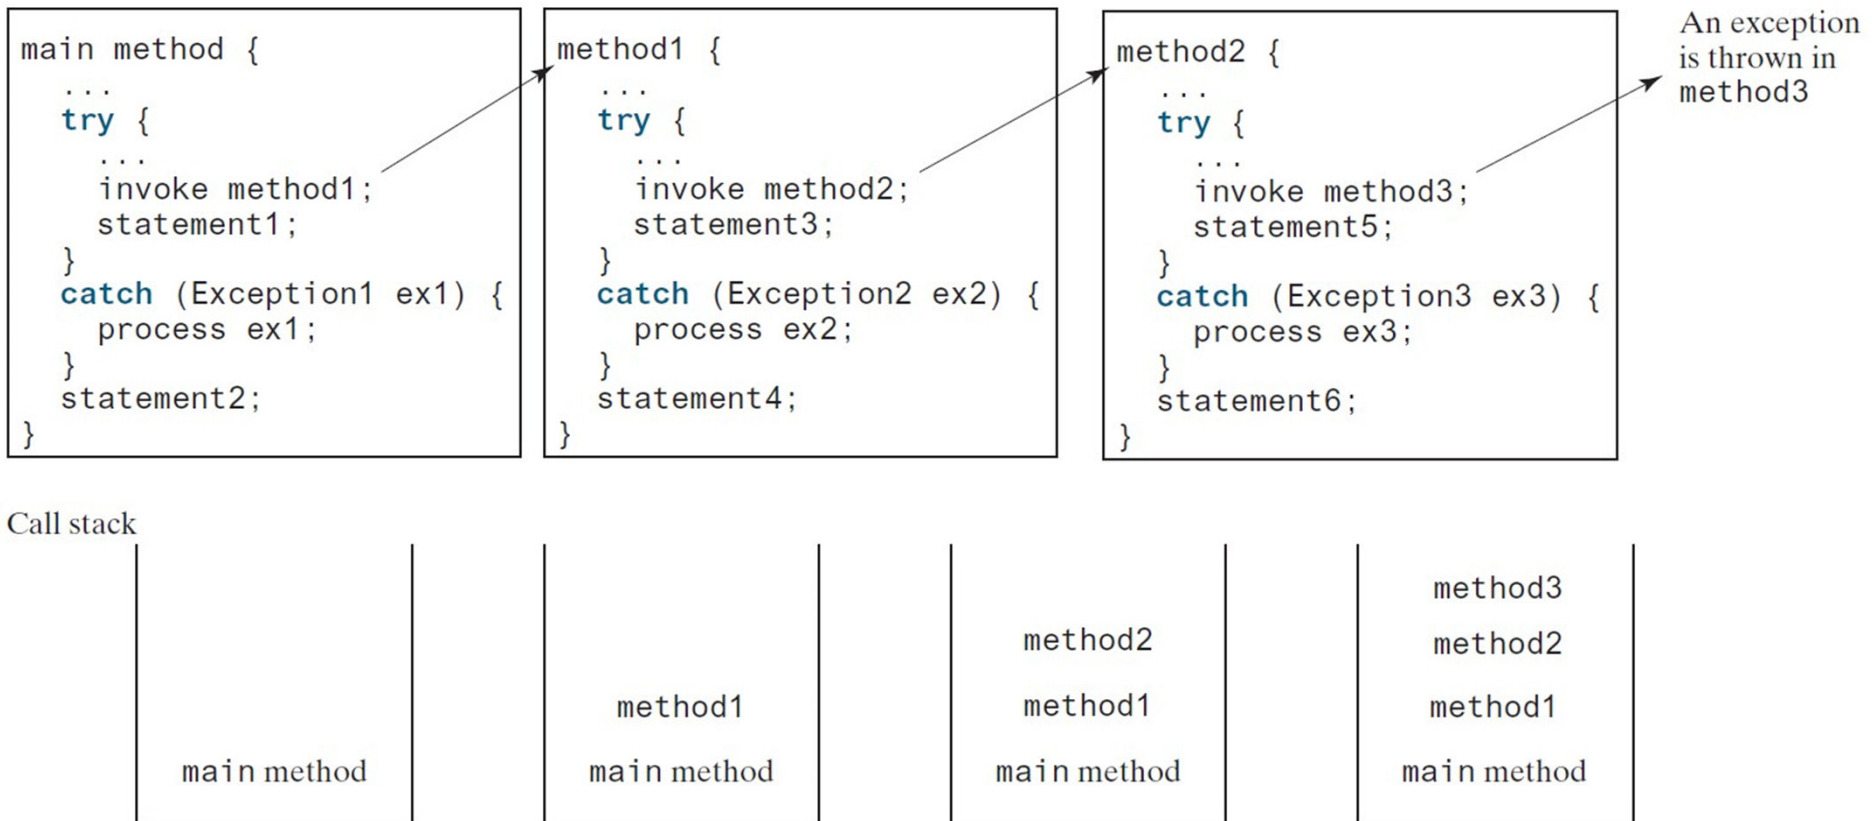 main method {
...
try {
...
invoke method1;
statement1;
}
catch (Exception1 ex1) {
process ex1;
}
statement2;
}
method1 {
...
try {
...
invoke method2;
statement3;
}
catch (Exception2 ex2) {
process ex2;
}
statement4;
}
method2 {
...
try {
...
invoke method3;
statement5;
}
catch (Exception3 ex3) {
process ex3;
}
statement6;
}
An exception
is thrown in
method3
Call stack
main method
method1
main method
method2
method1
main method
method3
method2
method1
main method